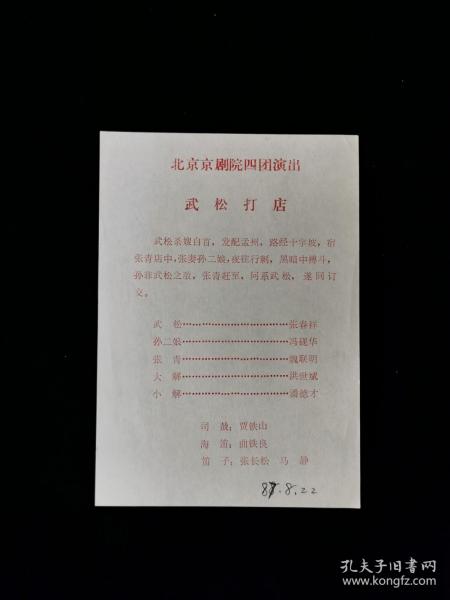 北京京剧院四团演出
武松打店
武松杀嫂自首，发配孟州，路经十字坡，宿
张青店中，张妻孙二娘，夜往行刺，黑暗中搏斗，
孙非武松之敌，张青赶至，问系武松，遂同订
交。
武松……………………………张春祥
孙二娘……………………………冯砚华
张青……………………………魏联明
大解……………………………洪世斌
小解……………………………潘德才
司鼓：贾铁山
海笛：曲铁良
笛子：张长松 马静
87.8.22
孔夫子旧书网
www.kongfz.com